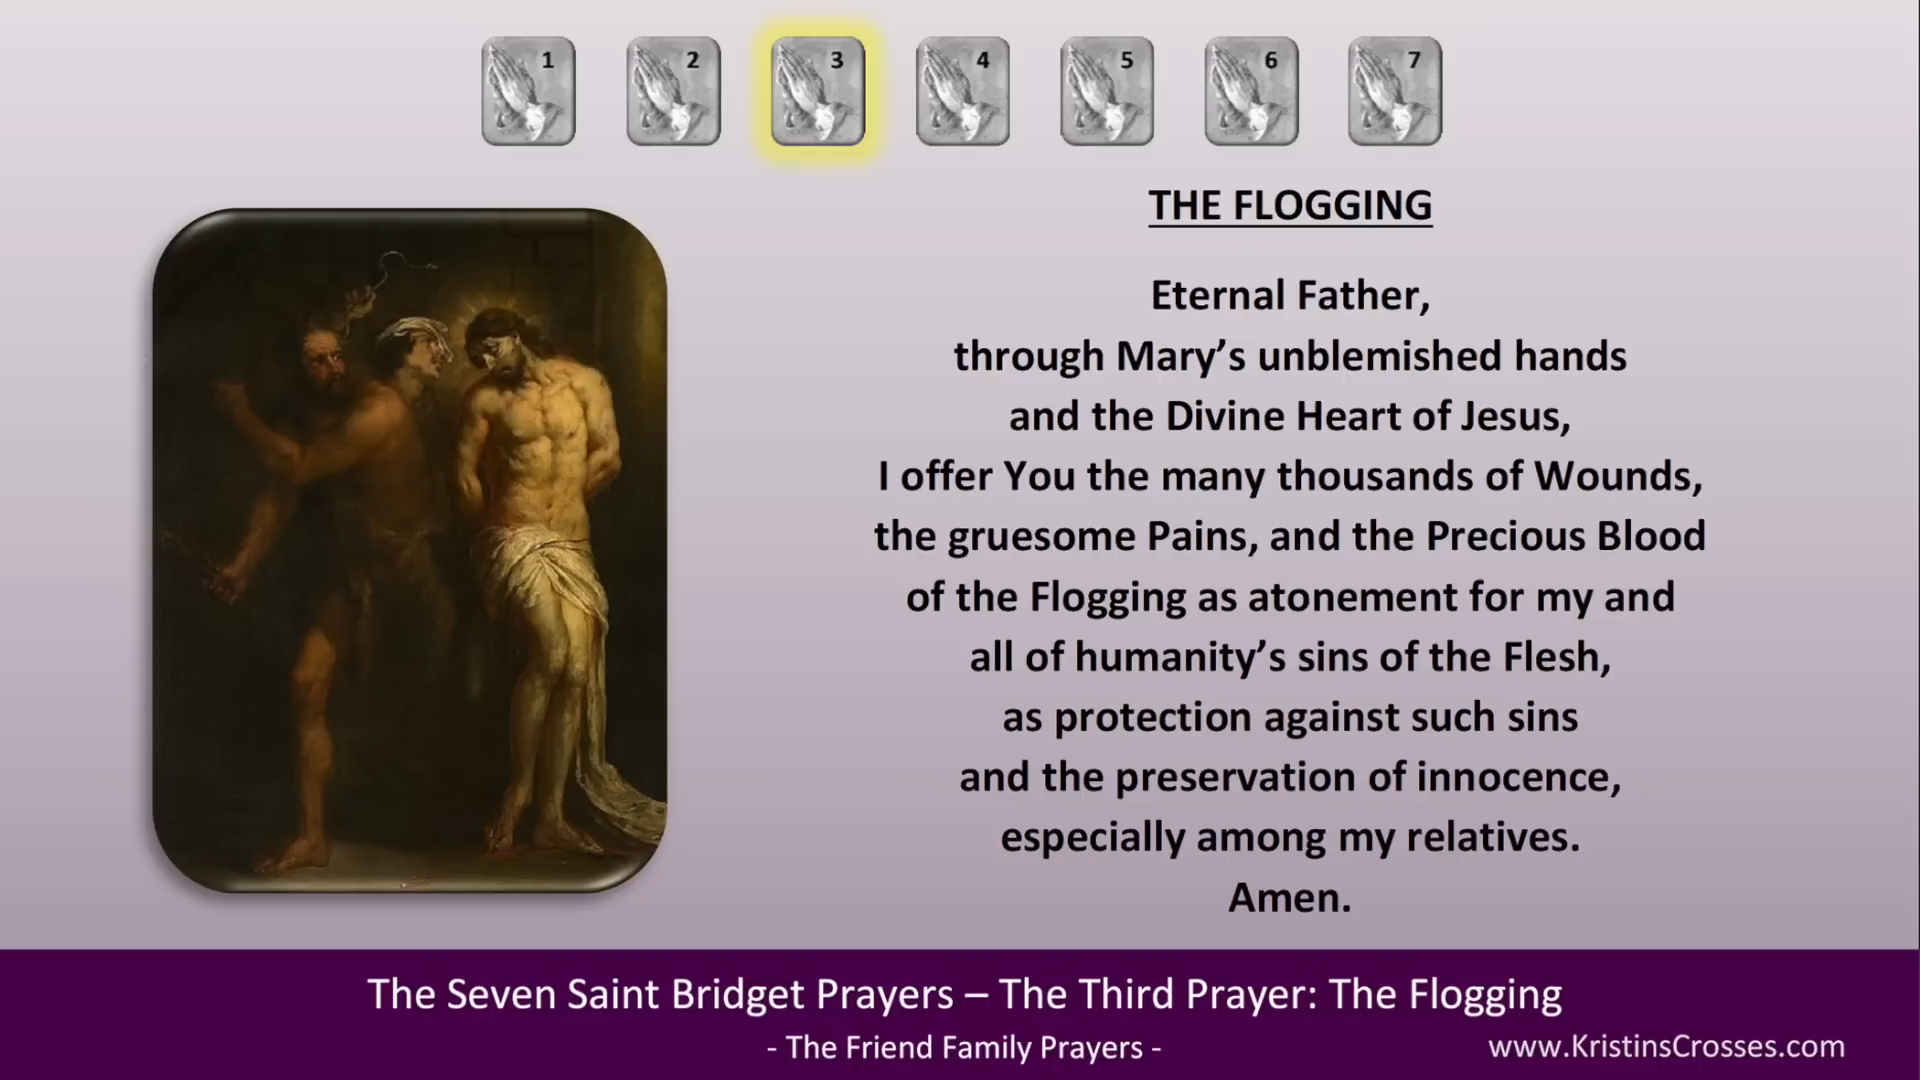 1
2
3
4
5
6
7
THE FLOGGING
Eternal Father,
through Mary’s unblemished hands
and the Divine Heart of Jesus,
I offer You the many thousands of Wounds,
the gruesome Pains, and the Precious Blood
of the Flogging as atonement for my and
all of humanity’s sins of the Flesh,
as protection against such sins
and the preservation of innocence,
especially among my relatives.
Amen.
The Seven Saint Bridget Prayers – The Third Prayer: The Flogging
- The Friend Family Prayers -
www.KristinsCrosses.com